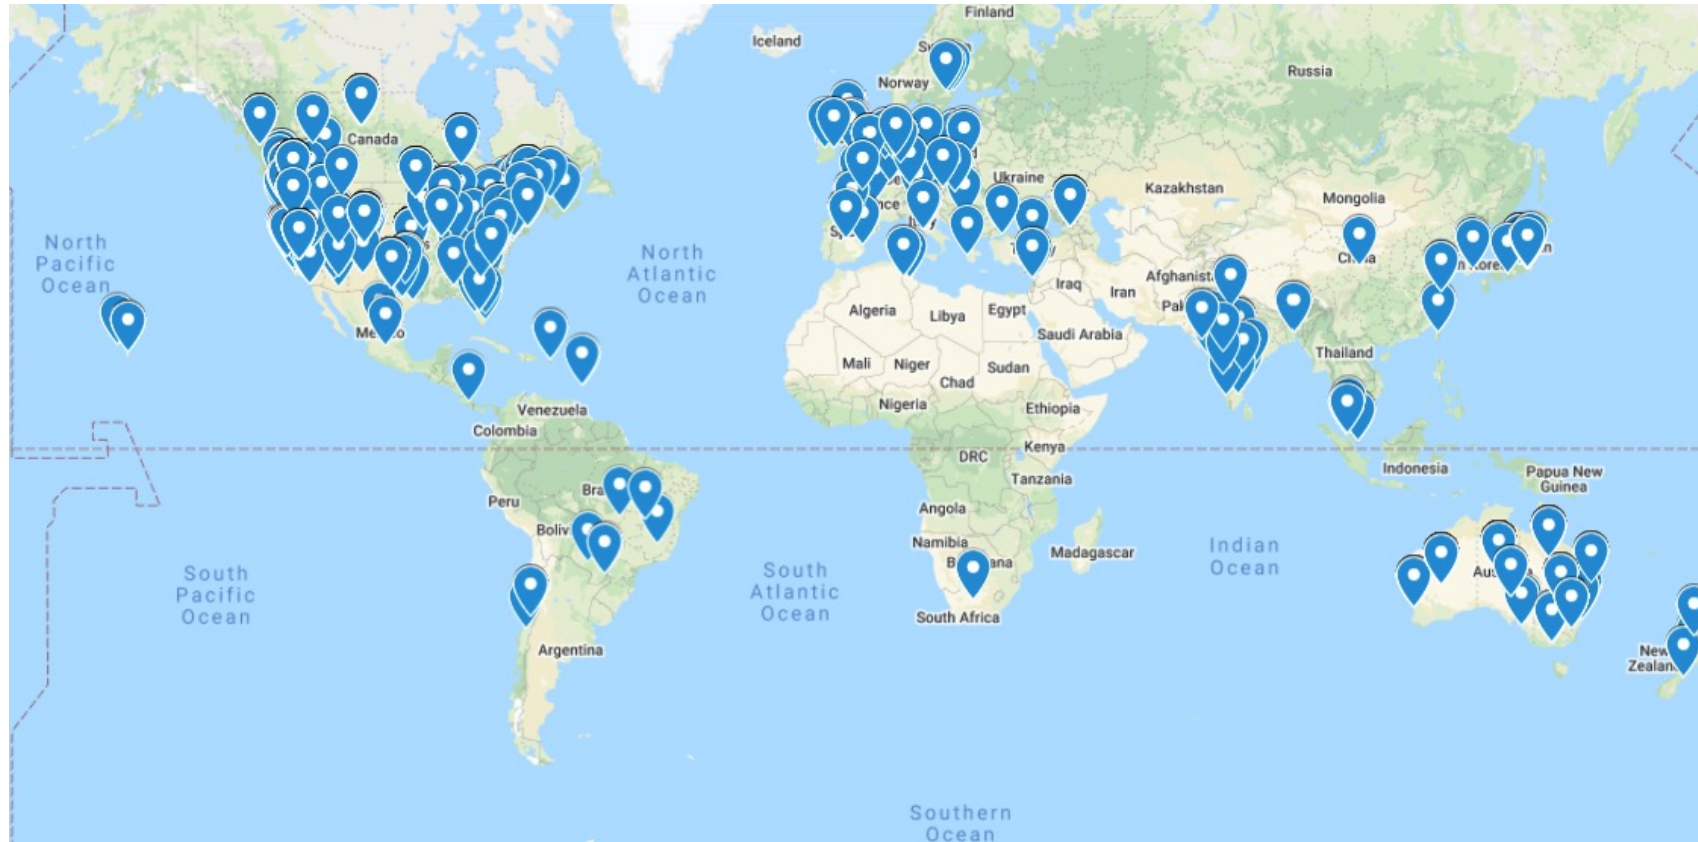 Finland
Iceland
Russia
Norway
Canada
Ukraine
Kazakhstan
Mongolia
North
Pacific
Ocean
North
Atlantic
Ocean
Iraq
Iran
Algeria
Libya
Egypt
Saudi Arabia
Mali
Niger
Chad
Sudan
Thailand
Nigeria
Ethiopia
Venezuela
Colombia
DRC
Kenya
Tanzania
Indonesia
Papua New
Guinea
Peru
Angola
Namibia
Madagascar
Indian
Ocean
South
Pacific
Ocean
South
Atlantic
Ocean
South Africa
Argentina
New
Southern
Ocean